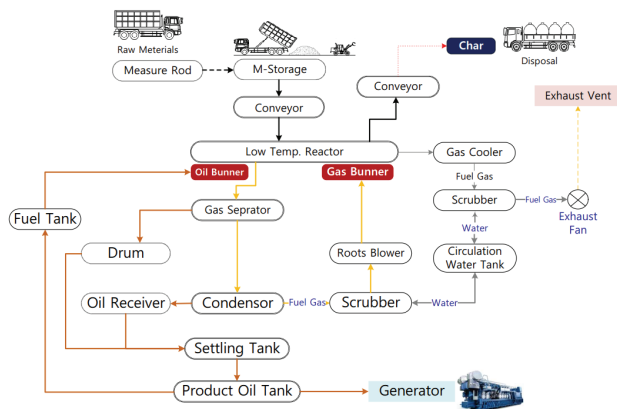 Raw Meterials
Measure Rod
M-Storage
Conveyor
Conveyor
Char
Disposal
Exhaust Vent
Low Temp. Reactor
Oil Bunner
Gas Bunner
Gas Cooler
Fuel Gas
Scrubber
Fuel Gas
Exhaust
Fan
Water
Circulation
Water Tank
Fuel Tank
Gas Seprator
Drum
Roots Blower
Oil Receiver
Condensor
Fuel Gas
Scrubber
Water
Settling Tank
Product Oil Tank
Generator